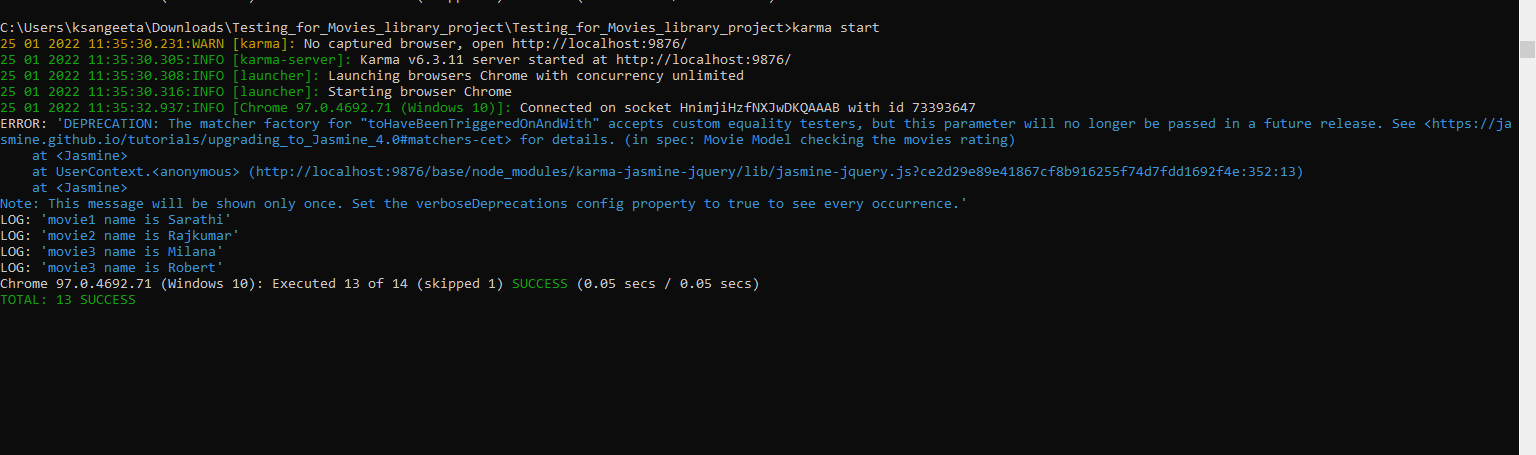 C:\Users\ksangeeta\Downloads\Testing_for_Movies_library_project\Testing_for_Movies_library_project>karma start
25 01 2022 11:35:30.231:WARN [karma]: No captured browser, open http://localhost:9876/
25 01 2022 11:35:30.305:INFO [karma-server]: Karma v6.3.11 server started at http://localhost:9876/
25 01 2022 11:35:30.308:INFO [launcher]: Launching browsers Chrome with concurrency unlimited
25 01 2022 11:35:30.316:INFO [launcher]: Starting browser Chrome
25 01 2022 11:35:32.937:INFO [Chrome 97.0.4692.71 (Windows 10)]: Connected on socket HnimjiHzfNXJwDKQAAAB with id 73393647
ERROR: 'DEPRECATION: The matcher factory for "toHaveBeenTriggeredOnAndWith" accepts custom equality testers, but this parameter will no longer be passed in a future release. See <https://ja
smine.github.io/tutorials/upgrading_to_Jasmine_4.0#matchers-cet> for details. (in spec: Movie Model checking the movies rating)
    at <Jasmine>
    at UserContext.<anonymous> (http://localhost:9876/base/node_modules/karma-jasmine-jquery/lib/jasmine-jquery.js?ce2d29e89e41867cf8b916255f74d7fdd1692f4e:352:13)
    at <Jasmine>
Note: This message will be shown only once. Set the verboseDeprecations config property to true to see every occurrence.'
LOG: 'movie1 name is Sarathi'
LOG: 'movie2 name is Rajkumar'
LOG: 'movie3 name is Milana'
LOG: 'movie3 name is Robert'
Chrome 97.0.4692.71 (Windows 10): Executed 13 of 14 (skipped 1) SUCCESS (0.05 secs / 0.05 secs)
TOTAL: 13 SUCCESS